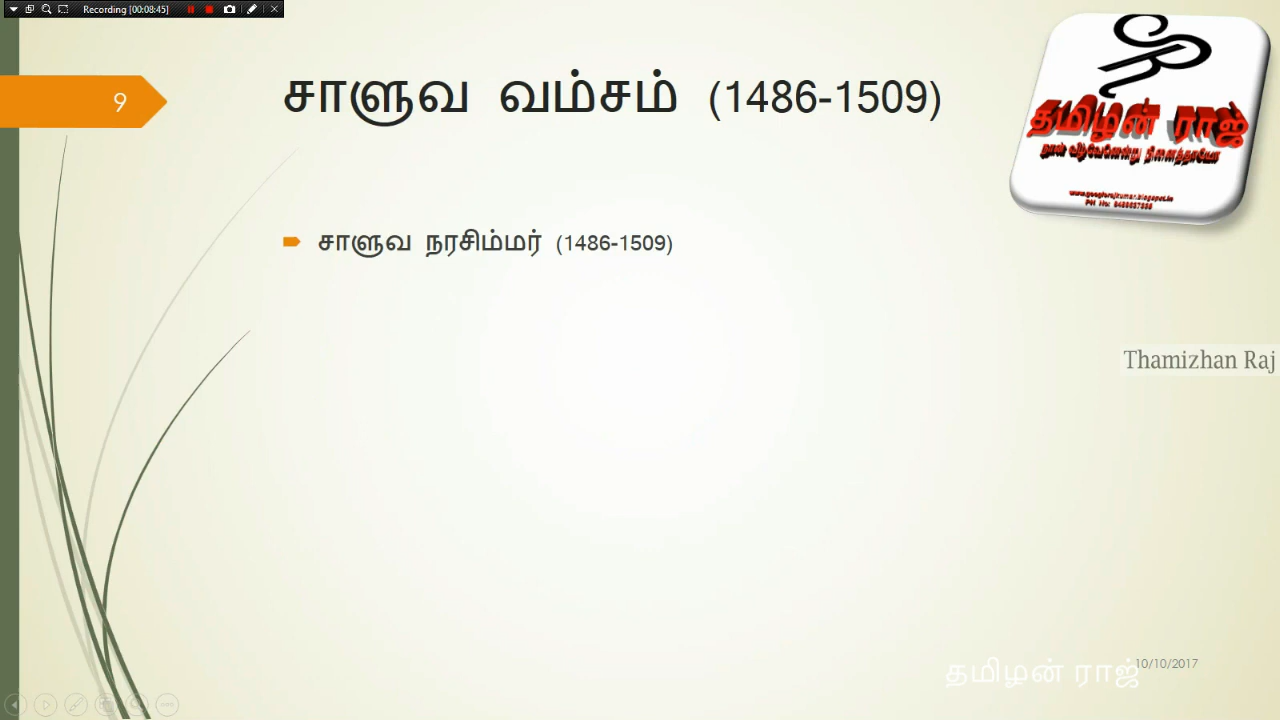 Recording [00:08:45]
9
சாளுவ வம்சம் (1486-1509)
தமிழன் ராஜ்
நான் வீழ்வேனென்று நினைத்தாயோ
சாளுவ நரசிம்மர் (1486-1509)
Thamizhan Raj
தமிழன் ராஜ்
10/10/2017